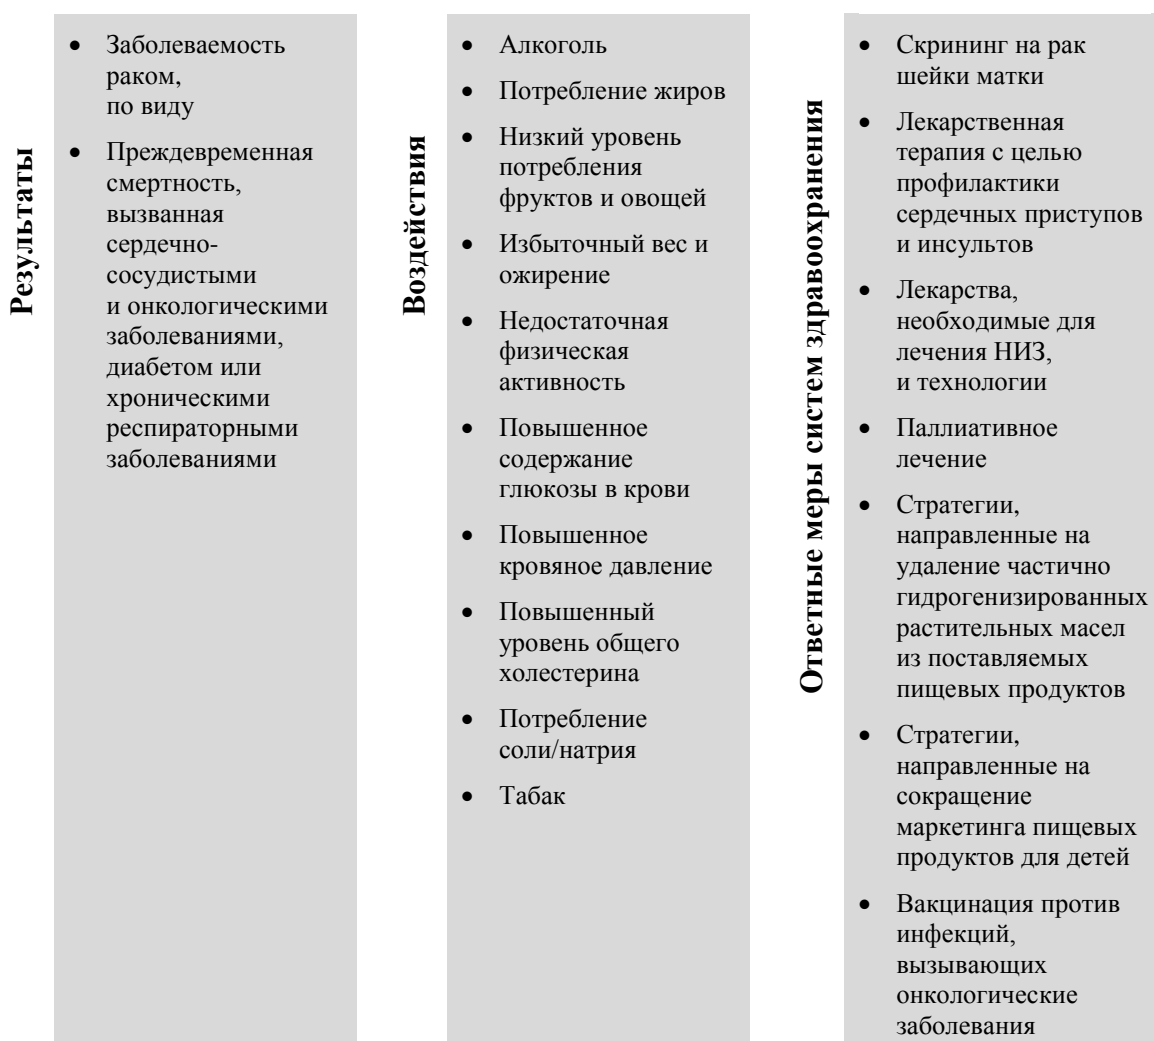 Результаты
• Заболеваемость
раком,
по виду
• Преждевременная
смертность,
вызванная
сердечно-
сосудистыми
и онкологическими
заболеваниями,
диабетом или
хроническими
респираторными
заболеваниями
Воздействия
• Алкоголь
• Потребление жиров
• Низкий уровень
потребления
фруктов и овощей
• Избыточный вес и
ожирение
• Недостаточная
физическая
активность
• Повышенное
содержание
глюкозы в крови
• Повышенное
кровяное давление
• Повышенный
уровень общего
холестерина
• Потребление
соли/натрия
• Табак
Ответные меры систем здравоохранения
• Скрининг на рак
шейки матки
• Лекарственная
терапия с целью
профилактики
сердечных приступов
и инсультов
• Лекарства,
необходимые для
лечения НИЗ,
и технологии
• Паллиативное
лечение
• Стратегии,
направленные на
удаление частично
гидрогенизированных
растительных масел
из поставляемых
пищевых продуктов
• Стратегии,
направленные на
сокращение
маркетинга пищевых
продуктов для детей
• Вакцинация против
инфекций,
вызывающих
онкологические
заболевания